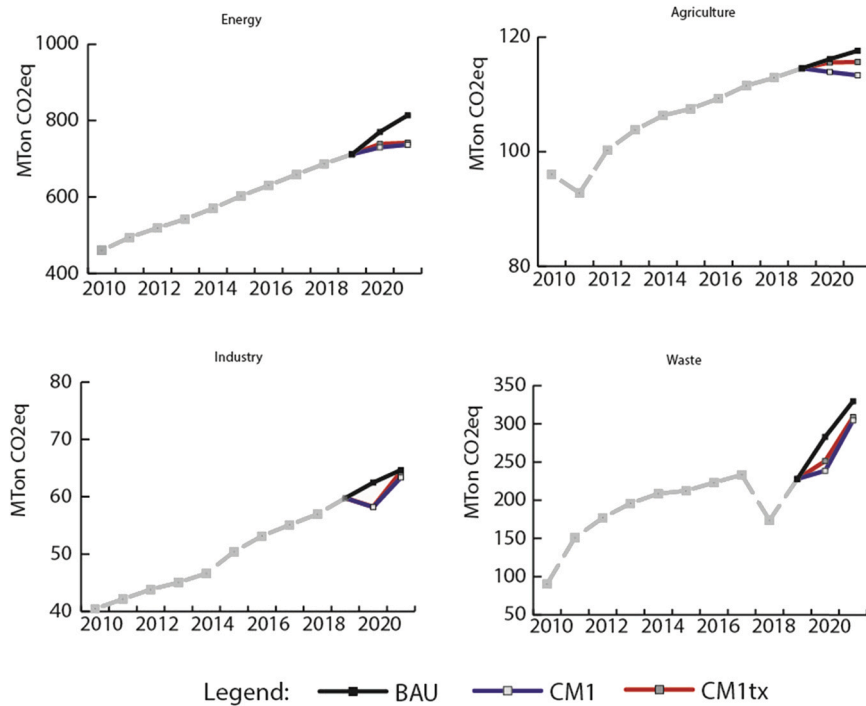 Energy
MTon CO2eq
1000
800
600
400
2010 2012 2014 2016 2018 2020
Agriculture
MTon CO2eq
120
100
80
2010 2012 2014 2016 2018 2020
Industry
MTon CO2eq
80
70
60
50
40
2010 2012 2014 2016 2018 2020
Waste
MTon CO2eq
350
300
250
200
150
100
50
2010 2012 2014 2016 2018 2020
Legend: BAU CM1 CM1tx